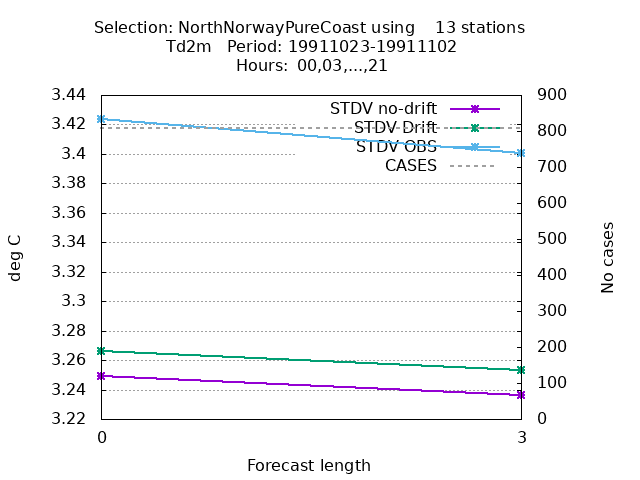 Selection: NorthNorwayPureCoast using    13 stations
Td2m   Period: 19911023-19911102
Hours:  00,03,...,21
3.44
3.42
3.4
3.38
3.36
3.34
3.32
3.3
3.28
3.26
3.24
3.22
deg C
STDV no-drift
STDV Drift
STDV OBS
CASES
900
800
700
600
500
400
300
200
100
0
No cases
0
3
Forecast length